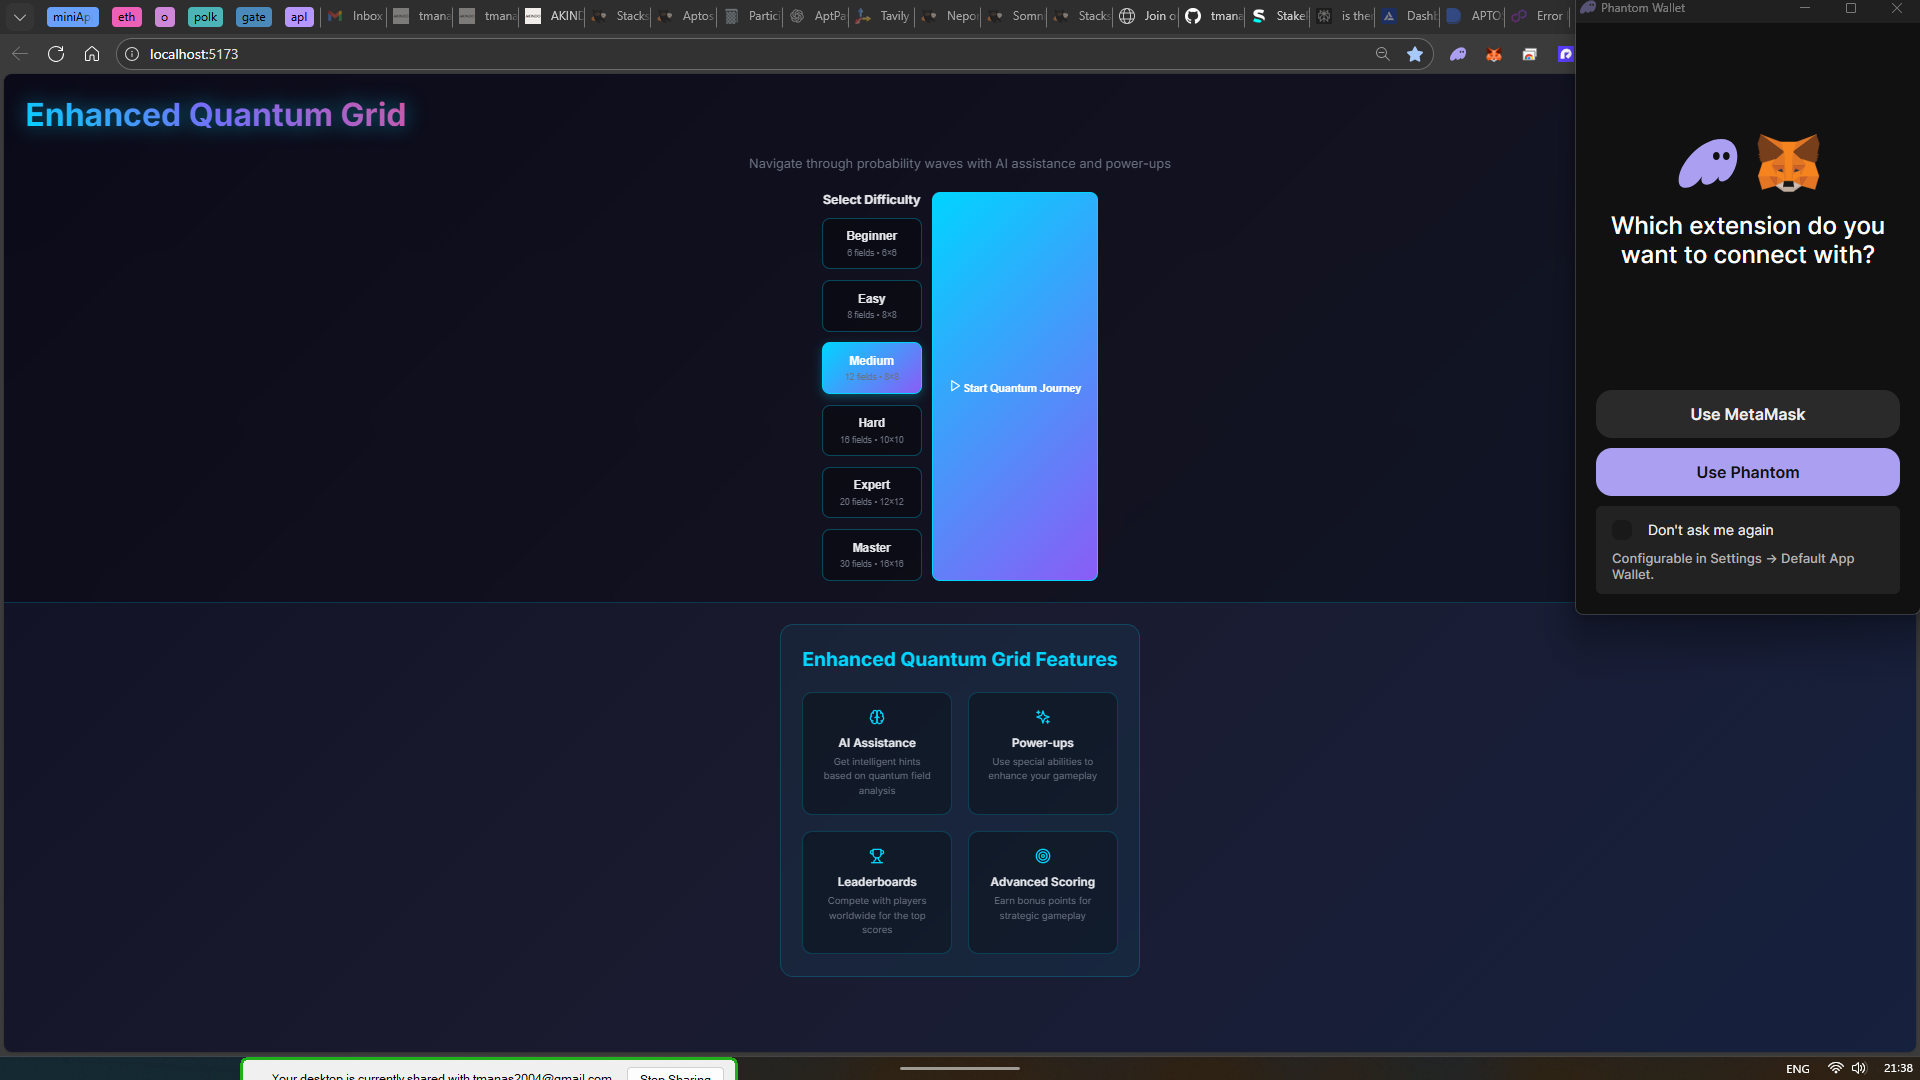 miniAp
eth
o
polk
gate
apl
Inbox
tmana
tmana
AKIND
Stacks
Aptos
Partici
AptPa
Tavily
Nepor
Somn
Stacks
Join o
tmana
Stakef
is the
Dashb
APTO
Error
Phantom Wallet
localhost:5173
Enhanced Quantum Grid
Navigate through probability waves with AI assistance and power-ups
Select Difficulty
Beginner
6 fields • 6×6
Easy
8 fields • 8×8
Medium
12 fields • 8×8
Hard
16 fields • 10×10
Expert
20 fields • 12×12
Master
30 fields • 16×16
Start Quantum Journey
Enhanced Quantum Grid Features
AI Assistance
Get intelligent hints
based on quantum field
analysis
Power-ups
Use special abilities to
enhance your gameplay
Leaderboards
Compete with players
worldwide for the top
scores
Advanced Scoring
Earn bonus points for
strategic gameplay
Which extension do you
want to connect with?
Use MetaMask
Use Phantom
Don't ask me again
Configurable in Settings → Default App
Wallet.
Your desktop is currently shared with tmanas2004@gmail.com
Stop Sharing
ENG
21:38